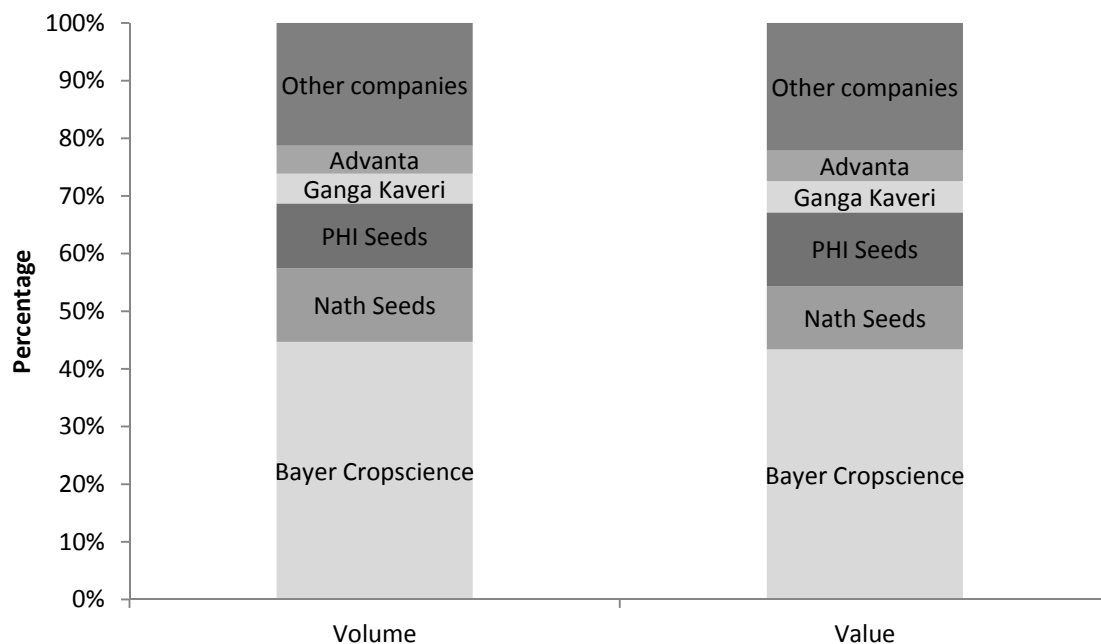 100%
90%
80%
70%
60%
50%
40%
30%
20%
10%
0%
Percentage
Other companies
Advanta
Ganga Kaveri
PHI Seeds
Nath Seeds
Bayer Cropscience
Other companies
Advanta
Ganga Kaveri
PHI Seeds
Nath Seeds
Bayer Cropscience
Volume
Value